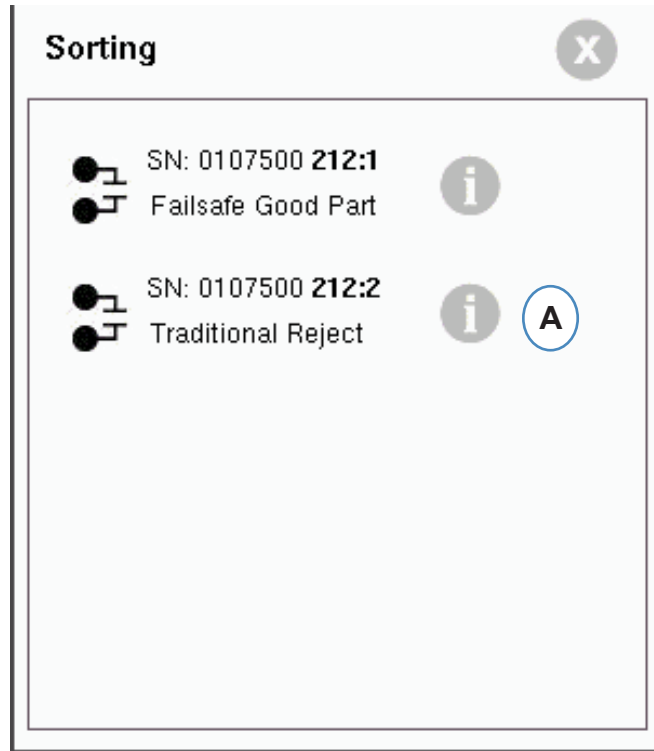 Sorting
X
SN: 0107500 212:1
Failsafe Good Part
i
SN: 0107500 212:2
Traditional Reject
i
A